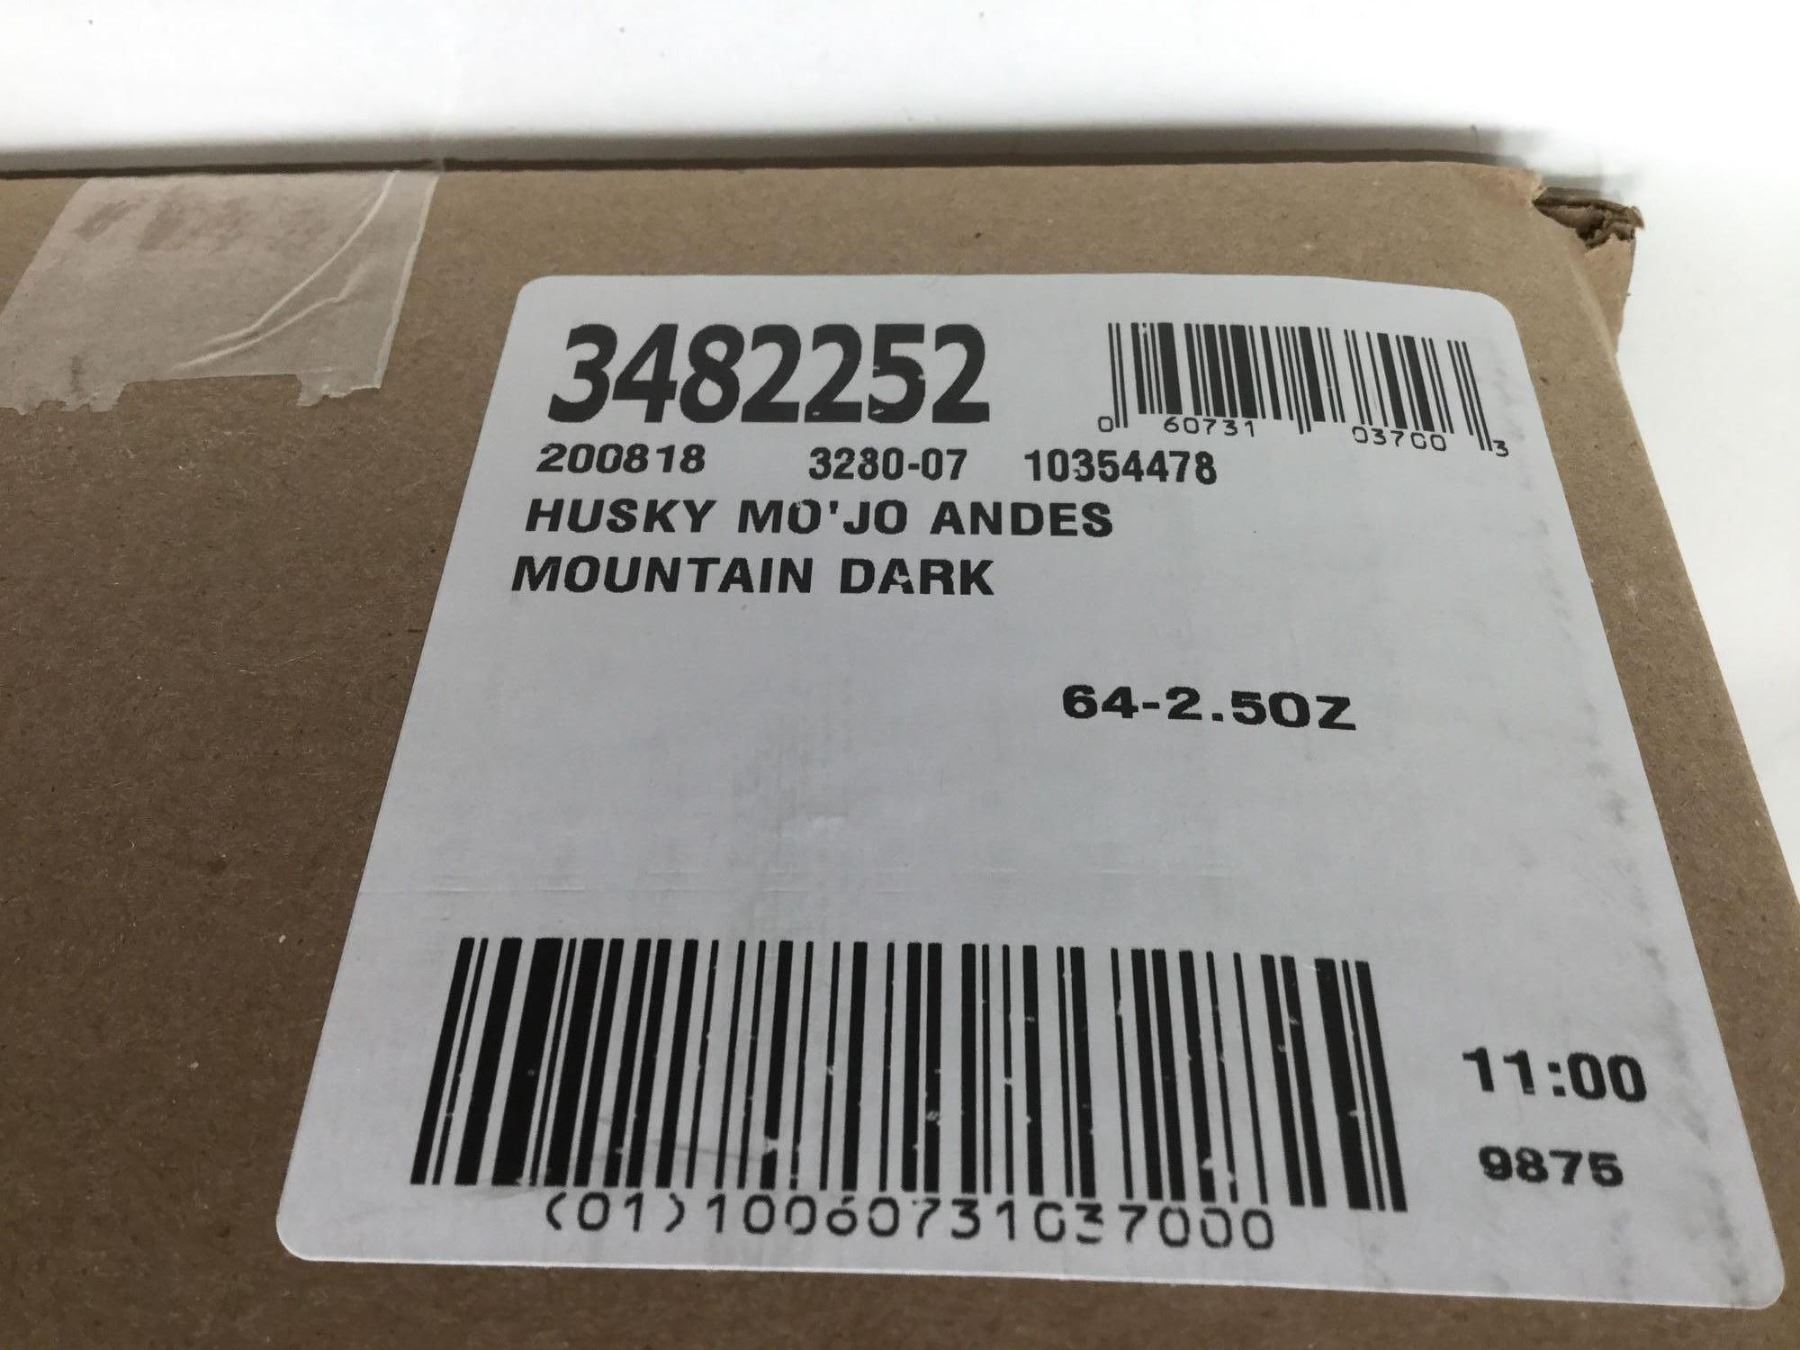 3482252
0 60731 03700 3
200818 3280-07 10354478
HUSKY MO'JO ANDES
MOUNTAIN DARK
64-2.5OZ
11:00
9875
(01)10060731037000